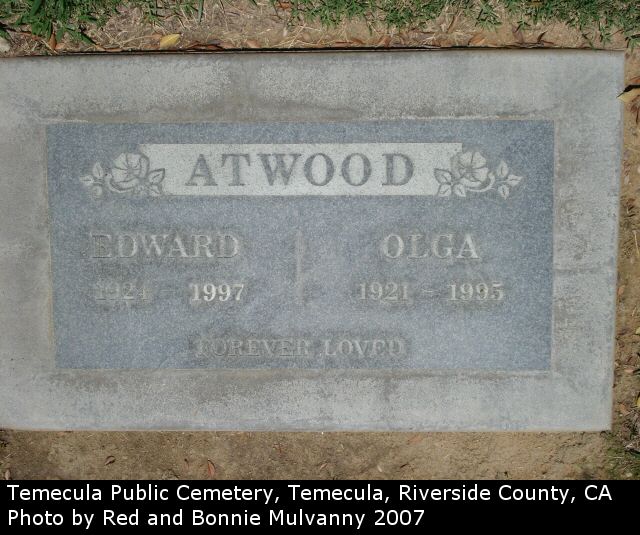 ATWOOD
EDWARD OLGA
1924 - 1997 1921 - 1995
FOREVER LOVED
Temecula Public Cemetery, Temecula, Riverside County, CA
Photo by Red and Bonnie Mulvanny 2007